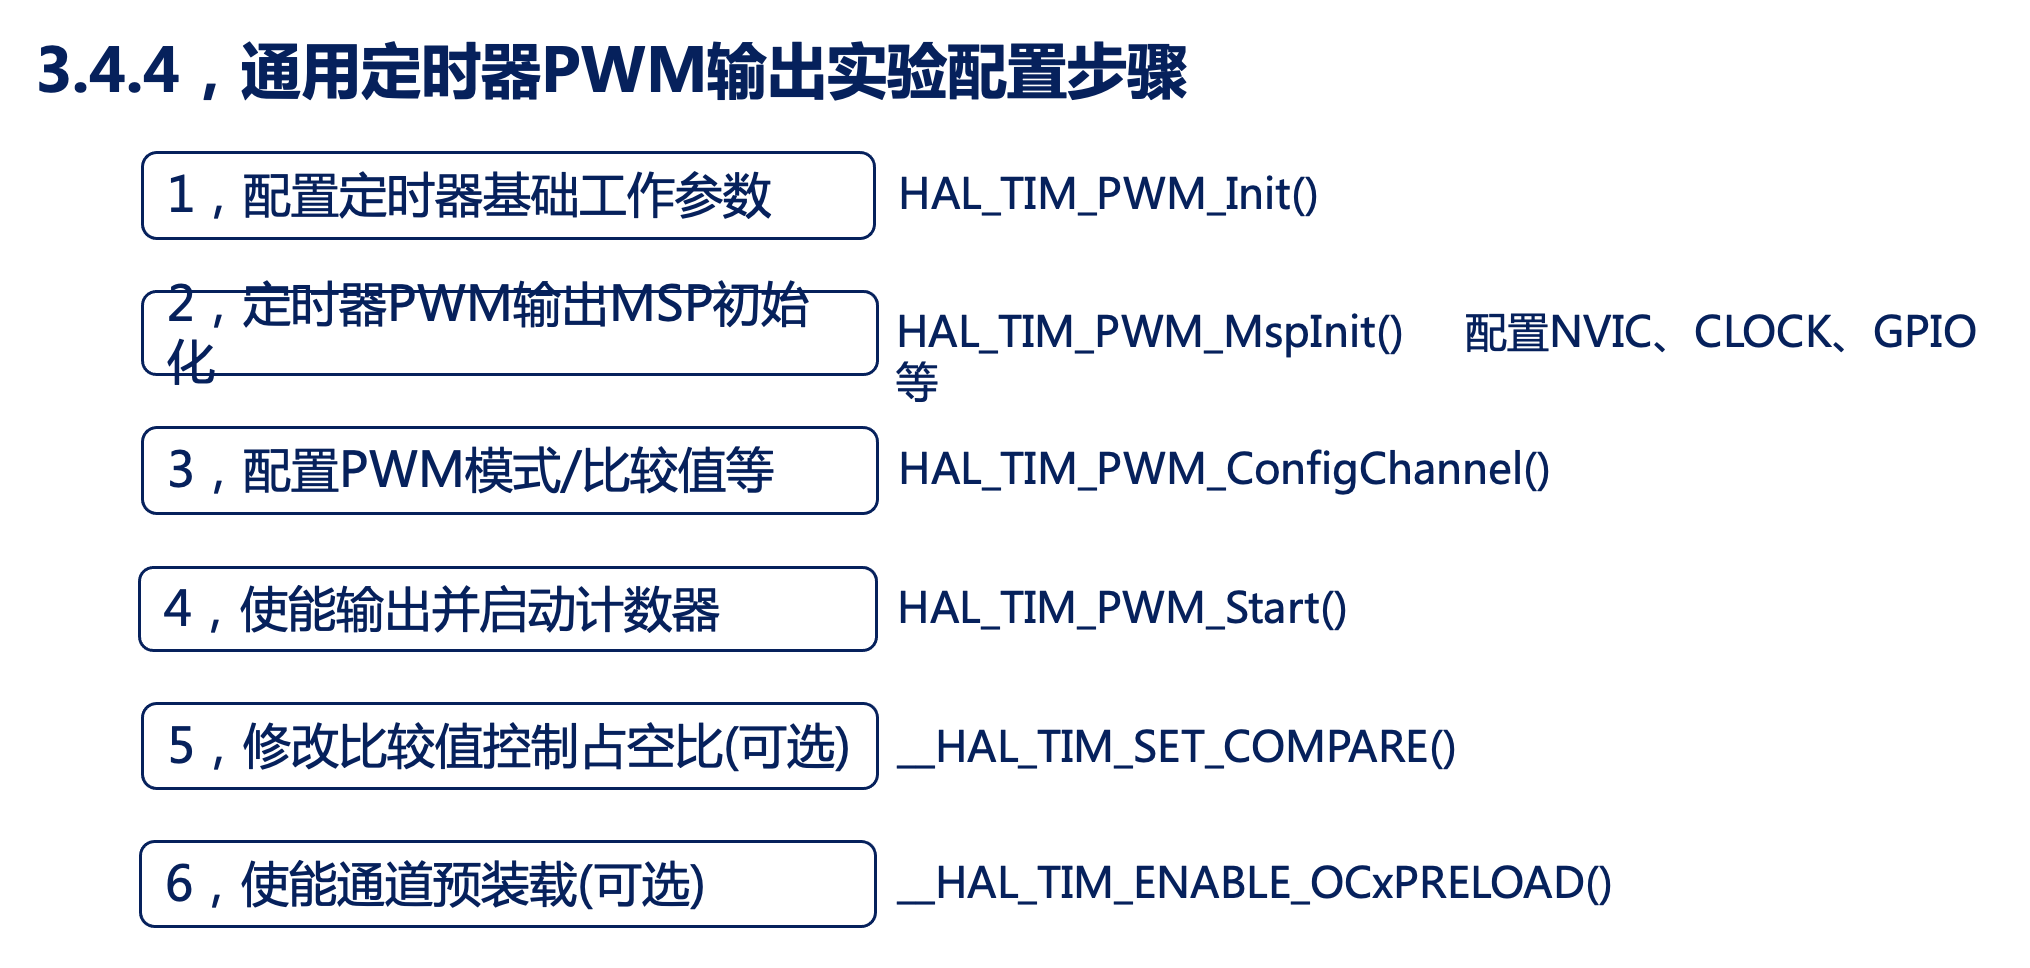 3.4.4，通用定时器PWM输出实验配置步骤
1，配置定时器基础工作参数
HAL_TIM_PWM_Init()
2，定时器PWM输出MSP初始
化
HAL_TIM_PWM_MspInit() 配置NVIC、CLOCK、GPIO
等
3，配置PWM模式/比较值等
HAL_TIM_PWM_ConfigChannel()
4，使能输出并启动计数器
HAL_TIM_PWM_Start()
5，修改比较值控制占空比(可选)
__HAL_TIM_SET_COMPARE()
6，使能通道预装载(可选)
__HAL_TIM_ENABLE_OCxPRELOAD()